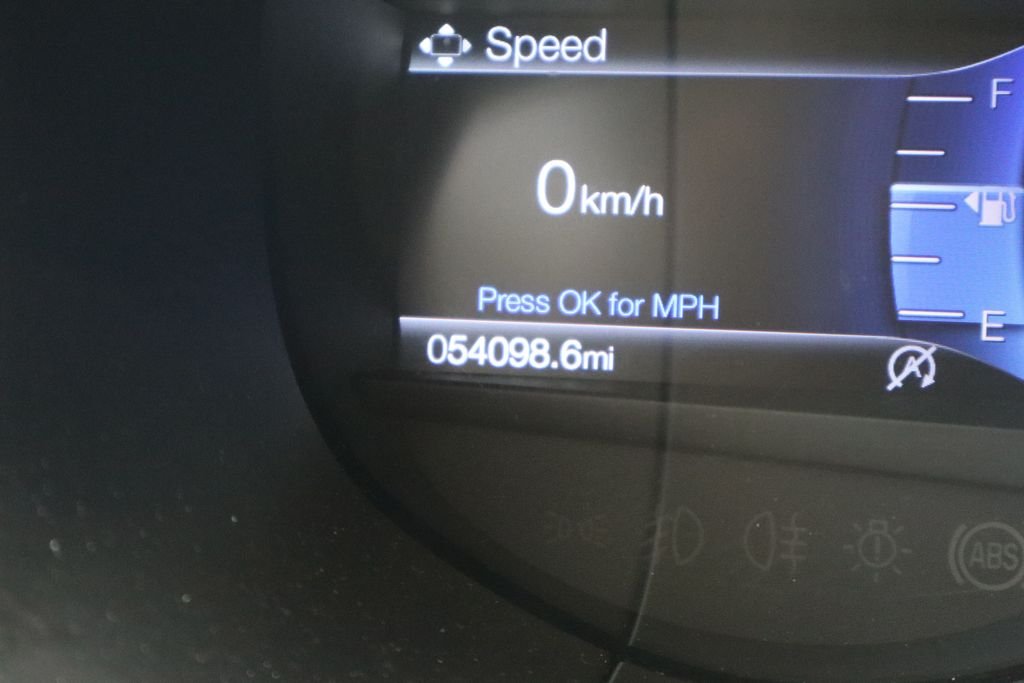 Speed
F
0km/h
Press OK for MPH
E
054098.6mi
A
ABS